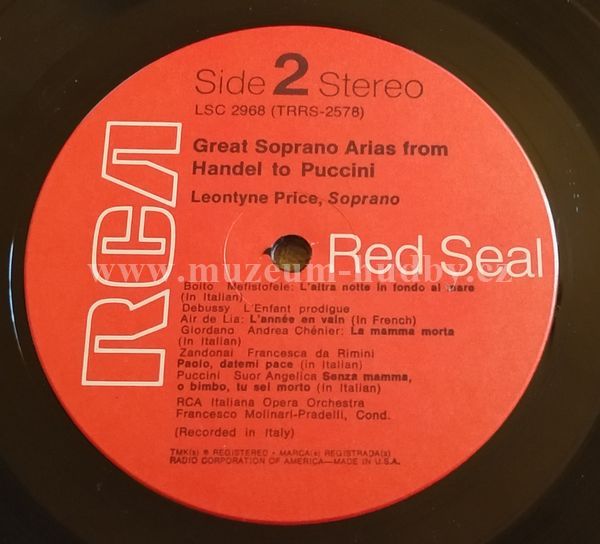 Side 2 Stereo
LSC 2968 (TRRS-2578)
Great Soprano Arias from
Handel to Puccini
Leontyne Price, Soprano
RCA
Red Seal
www.muzeum-hudby.cz
Boito Mefistofele: L'altra notte in fondo al mare
(in Italian)
Debussy L'Enfant prodigue
Air de Lia: L'année en vain (in French)
Giordano Andrea Chénier: La mamma morta
(in Italian)
Zandonai Francesca da Rimini
Paolo, datemi pace (in Italian)
Puccini Suor Angelica Senza mamma,
o bimbo, tu sei morto (in Italian)
RCA Italiana Opera Orchestra
Francesco Molinari-Pradelli, Cond.
(Recorded in Italy)
TMK(s) ® REGISTERED • MARCA(s) REGISTRADA(s)
RADIO CORPORATION OF AMERICA—MADE IN U.S.A.